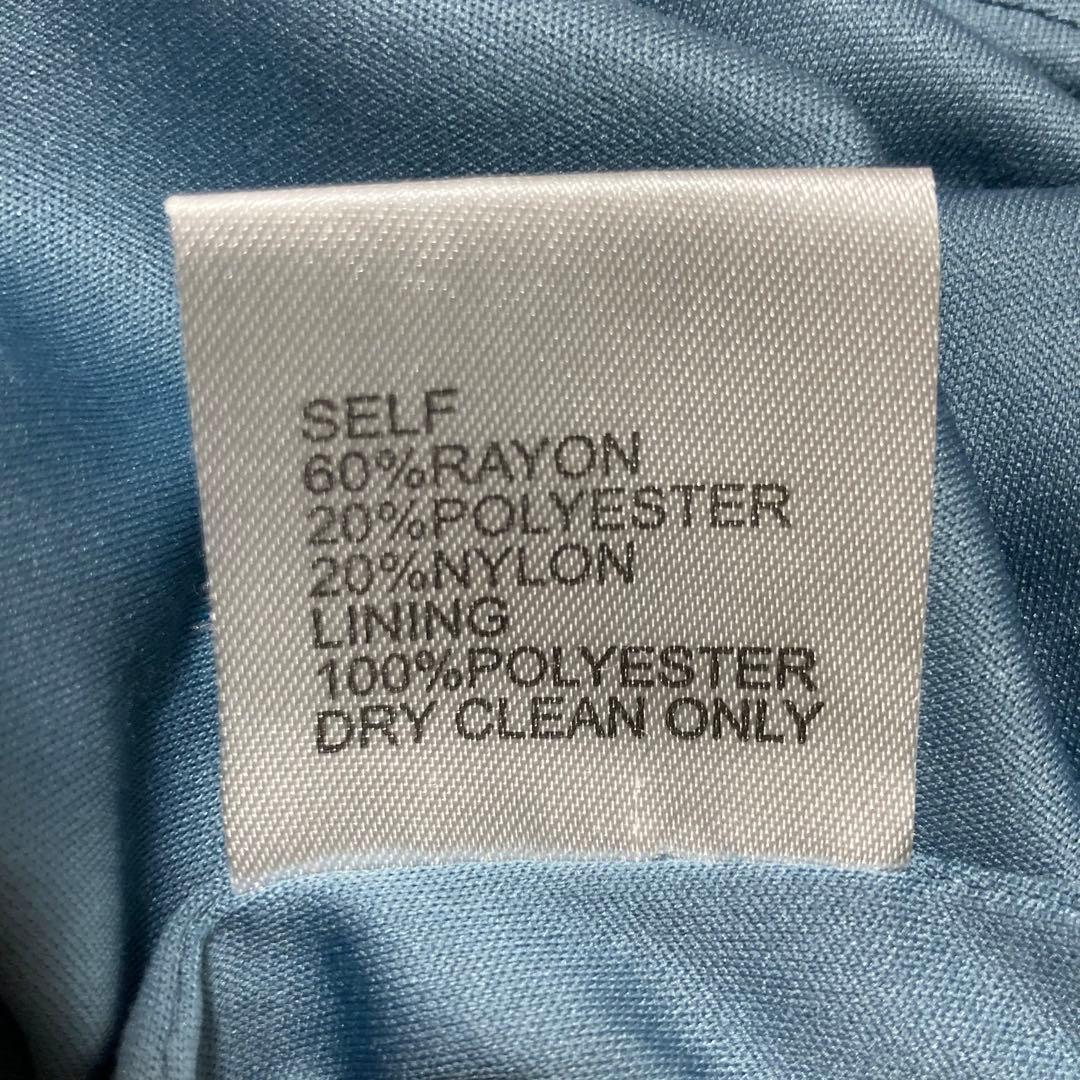 SELF
60%RAYON
20%POLYESTER
20%NYLON
LINING
100%POLYESTER
DRY CLEAN ONLY